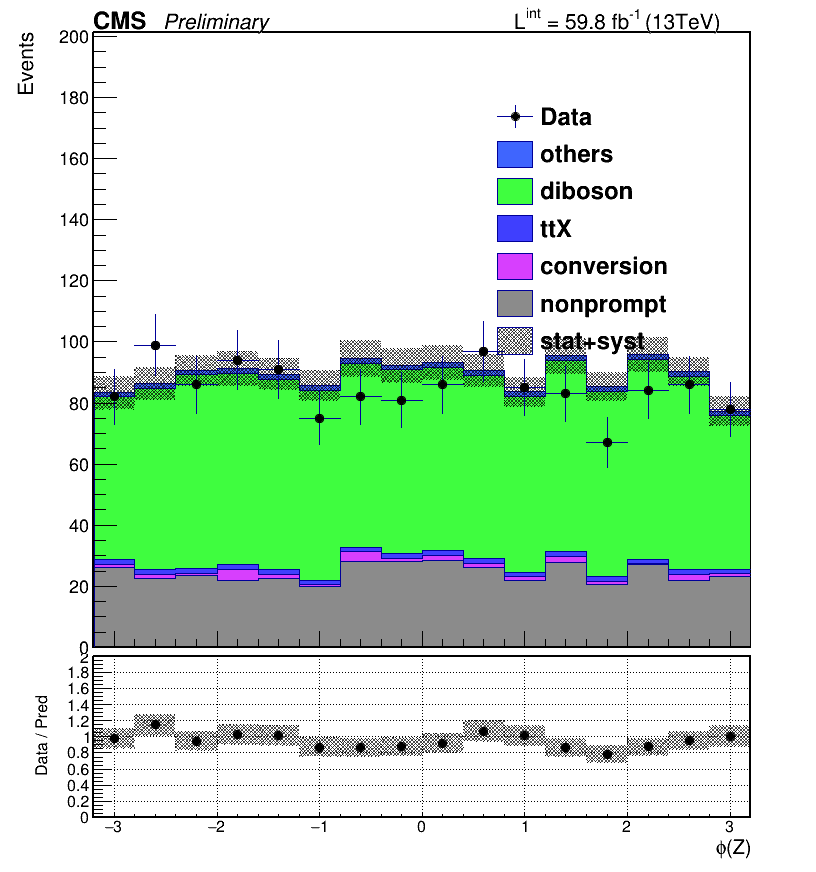 CMS Preliminary L^int = 59.8 fb^-1 (13TeV)
Events
200
180
160
140
120
100
80
60
40
20
0
Data
others
diboson
ttX
conversion
nonprompt
stat+syst
Data / Pred
2
1.8
1.6
1.4
1.2
1
0.8
0.6
0.4
0.2
0
−3 −2 −1 0 1 2 3
ϕ(Z)